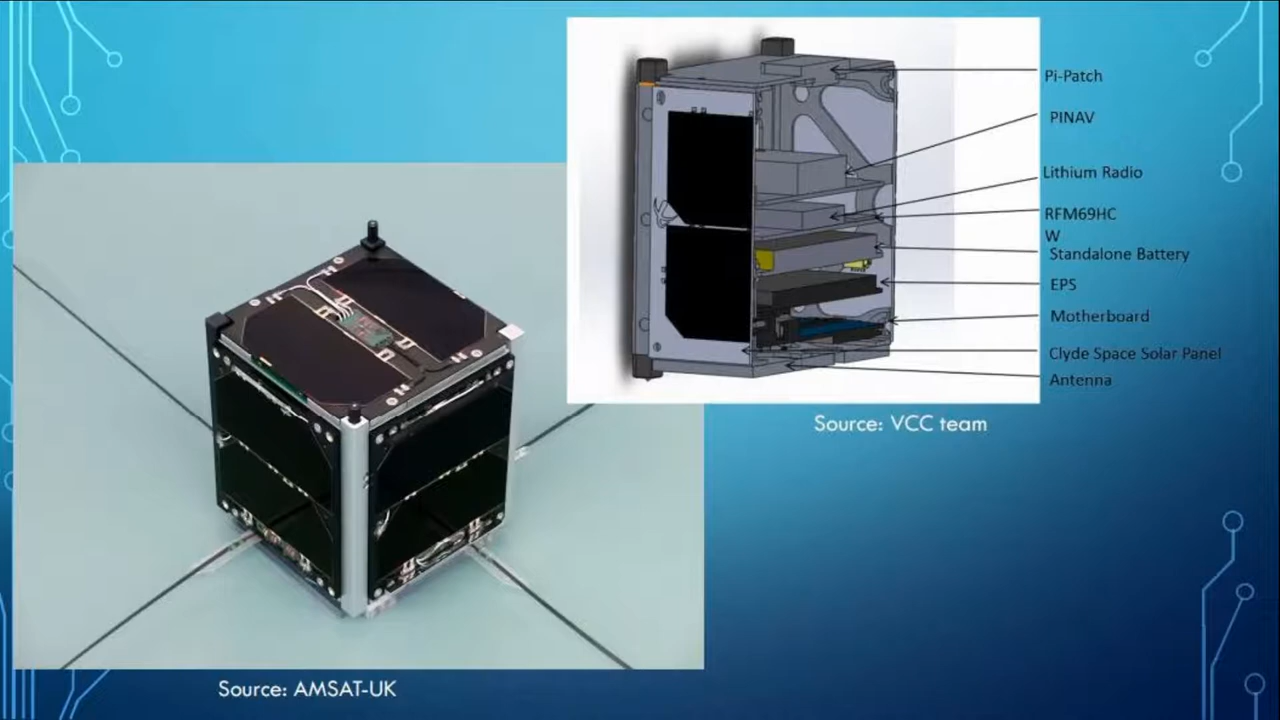 Pi-Patch
PINAV
Lithium Radio
RFM69HC
W
Standalone Battery
EPS
Motherboard
Clyde Space Solar Panel
Antenna
Source: VCC team
Source: AMSAT-UK